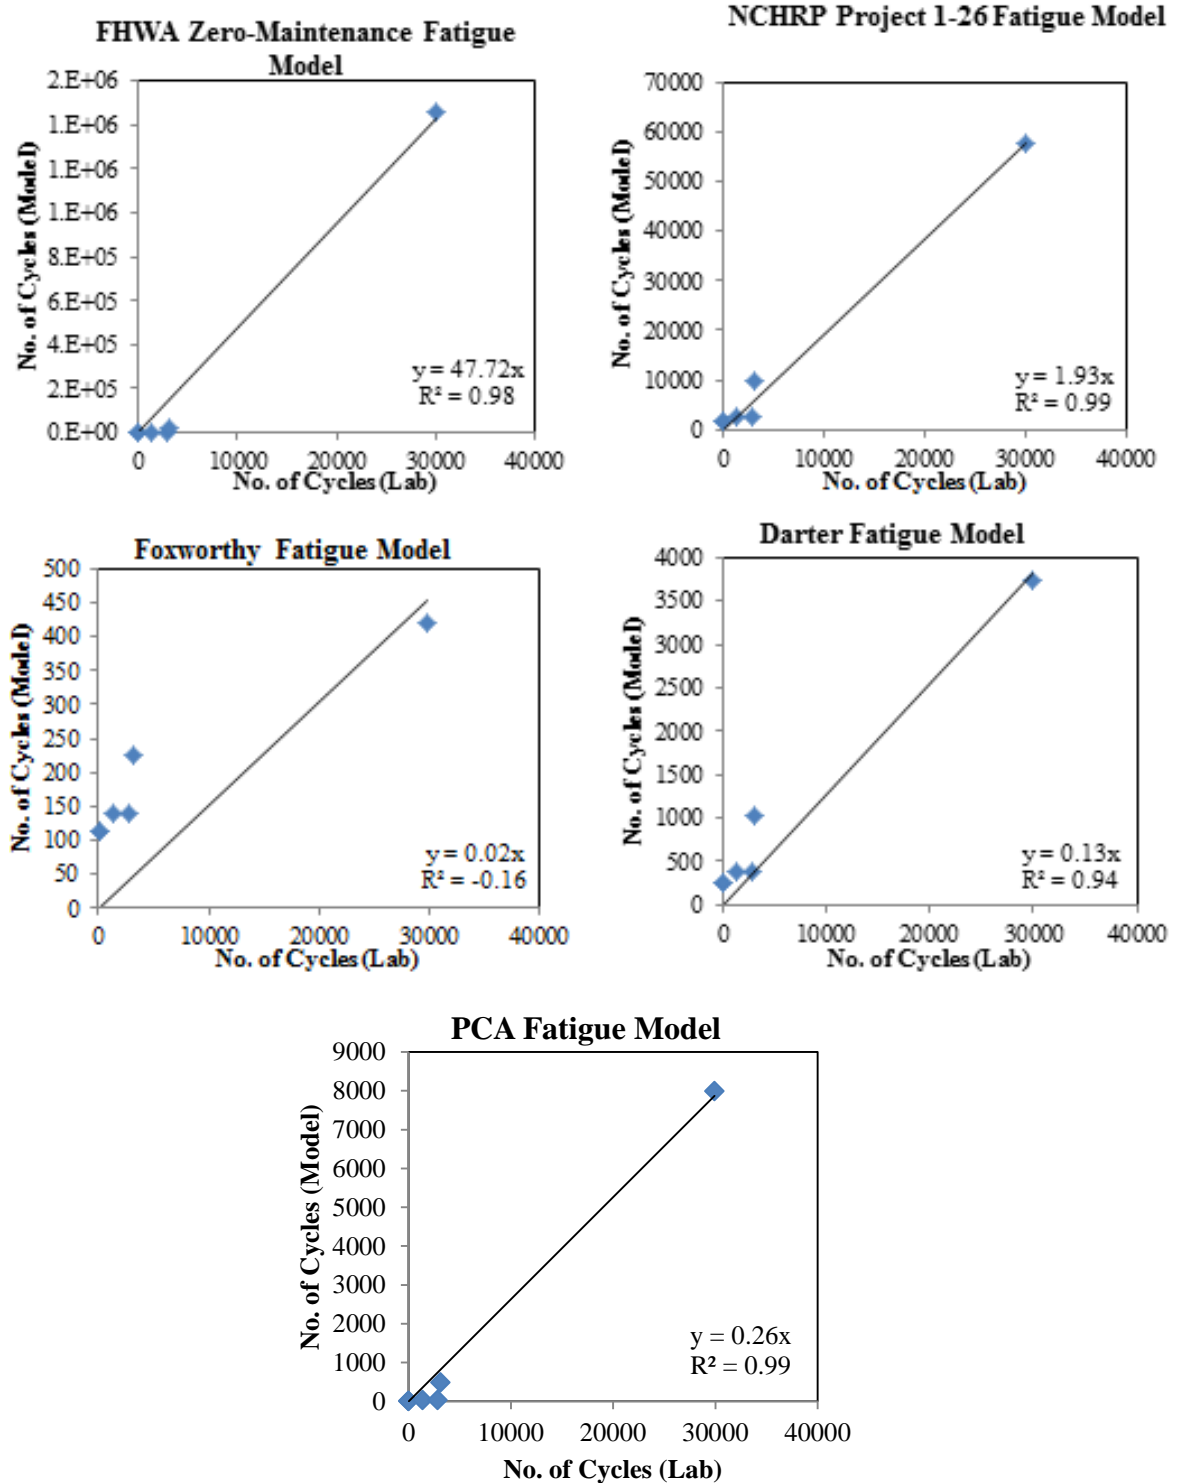 FHWA Zero-Maintenance Fatigue
Model
2.E+06
1.E+06
1.E+06
1.E+06
8.E+05
6.E+05
4.E+05
2.E+05
0.E+00
No. of Cycles (Model)
y = 47.72x
R² = 0.98
0 10000 20000 30000 40000
No. of Cycles (Lab)
NCHRP Project 1-26 Fatigue Model
70000
60000
50000
40000
30000
20000
10000
0
No. of Cycles (Model)
y = 1.93x
R² = 0.99
0 10000 20000 30000 40000
No. of Cycles (Lab)
Foxworthy Fatigue Model
500
450
400
350
300
250
200
150
100
50
0
No. of Cycles (Model)
y = 0.02x
R² = -0.16
0 10000 20000 30000 40000
No. of Cycles (Lab)
Darter Fatigue Model
4000
3500
3000
2500
2000
1500
1000
500
0
No. of Cycles (Model)
y = 0.13x
R² = 0.94
0 10000 20000 30000 40000
No. of Cycles (Lab)
PCA Fatigue Model
9000
8000
7000
6000
5000
4000
3000
2000
1000
0
No. of Cycles (Model)
y = 0.26x
R² = 0.99
0 10000 20000 30000 40000
No. of Cycles (Lab)